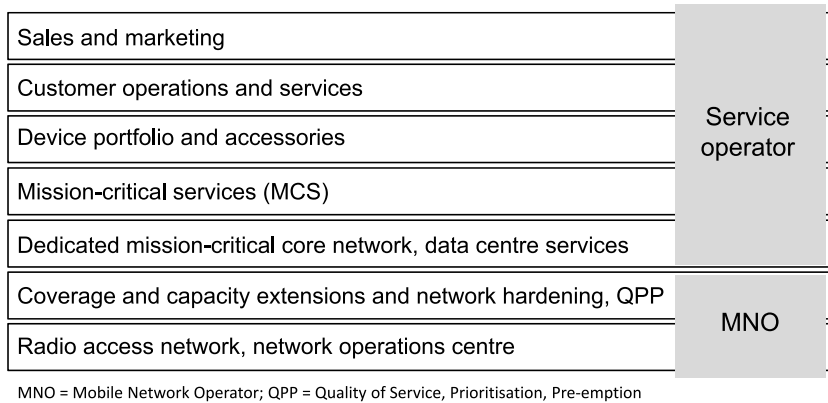 Sales and marketing
Customer operations and services
Device portfolio and accessories
Mission-critical services (MCS)
Dedicated mission-critical core network, data centre services
Service
operator
Coverage and capacity extensions and network hardening, QPP
Radio access network, network operations centre
MNO
MNO = Mobile Network Operator; QPP = Quality of Service, Prioritisation, Pre-emption